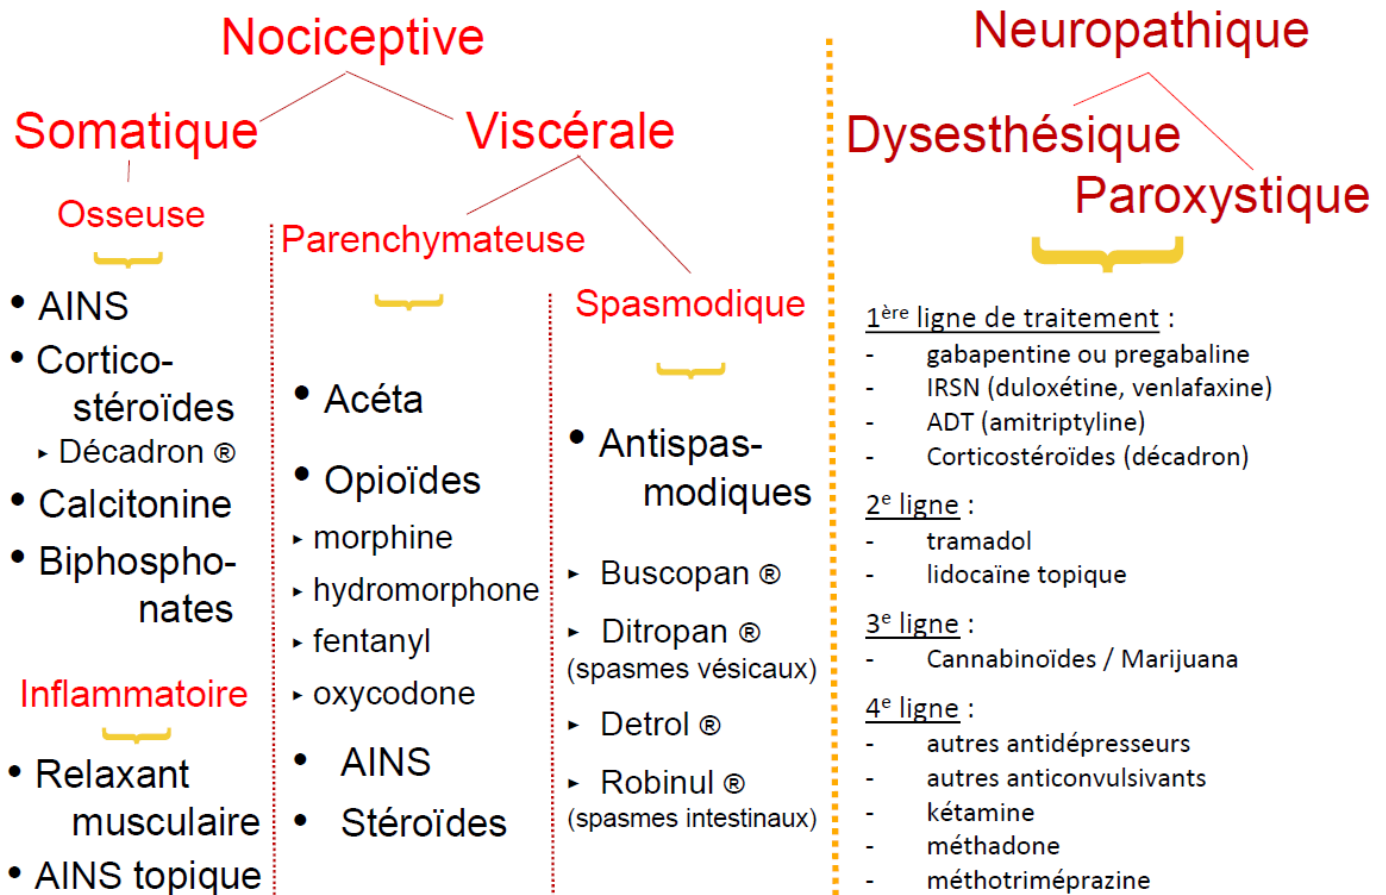 Nociceptive
Somatique
Viscérale
Osseuse
• AINS
• Cortico-
stéroïdes
▸ Décadron ®
• Calcitonine
• Biphospho-
nates
Inflammatoire
• Relaxant
musculaire
• AINS topique
Parenchymateuse
• Acéta
• Opioïdes
▸ morphine
▸ hydromorphone
▸ fentanyl
▸ oxycodone
• AINS
• Stéroïdes
Spasmodique
• Antispas-
modiques
▸ Buscopan ®
▸ Ditropan ®
(spasmes vésicaux)
▸ Detrol ®
▸ Robinul ®
(spasmes intestinaux)
Neuropathique
Dysesthésique
Paroxystique
1ère ligne de traitement :
- gabapentine ou pregabaline
- IRSN (duloxétine, venlafaxine)
- ADT (amitriptyline)
- Corticostéroïdes (décadron)
2e ligne :
- tramadol
- lidocaïne topique
3e ligne :
- Cannabinoïdes / Marijuana
4e ligne :
- autres antidépresseurs
- autres anticonvulsivants
- kétamine
- méthadone
- méthotriméprazine